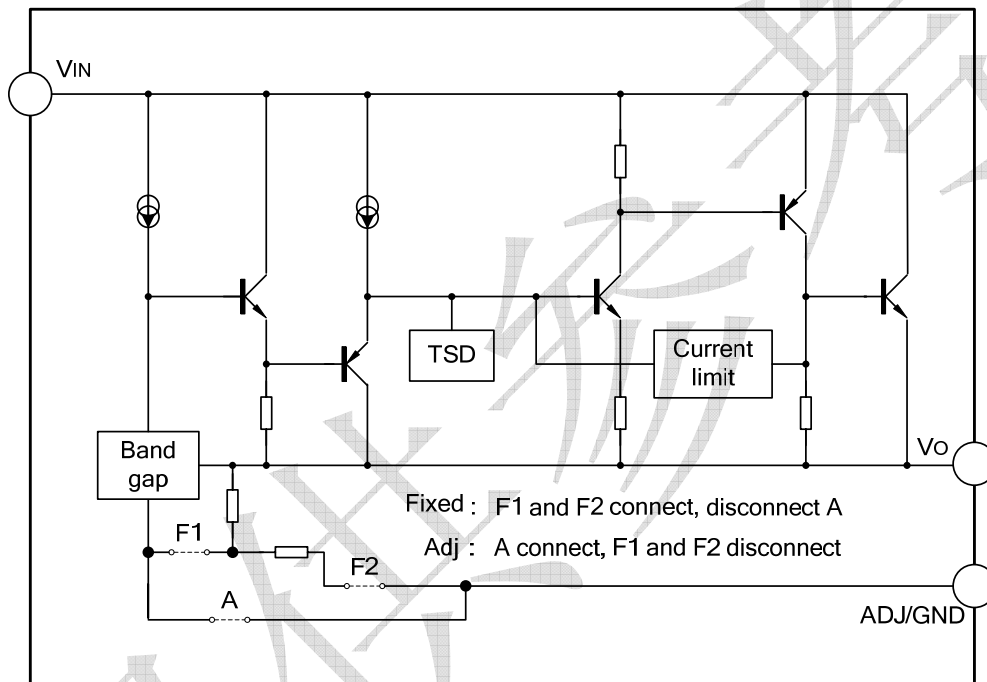 VIN
TSD
Current
limit
Band
gap
VO
Fixed : F1 and F2 connect, disconnect A
F1
Adj : A connect, F1 and F2 disconnect
F2
A
ADJ/GND